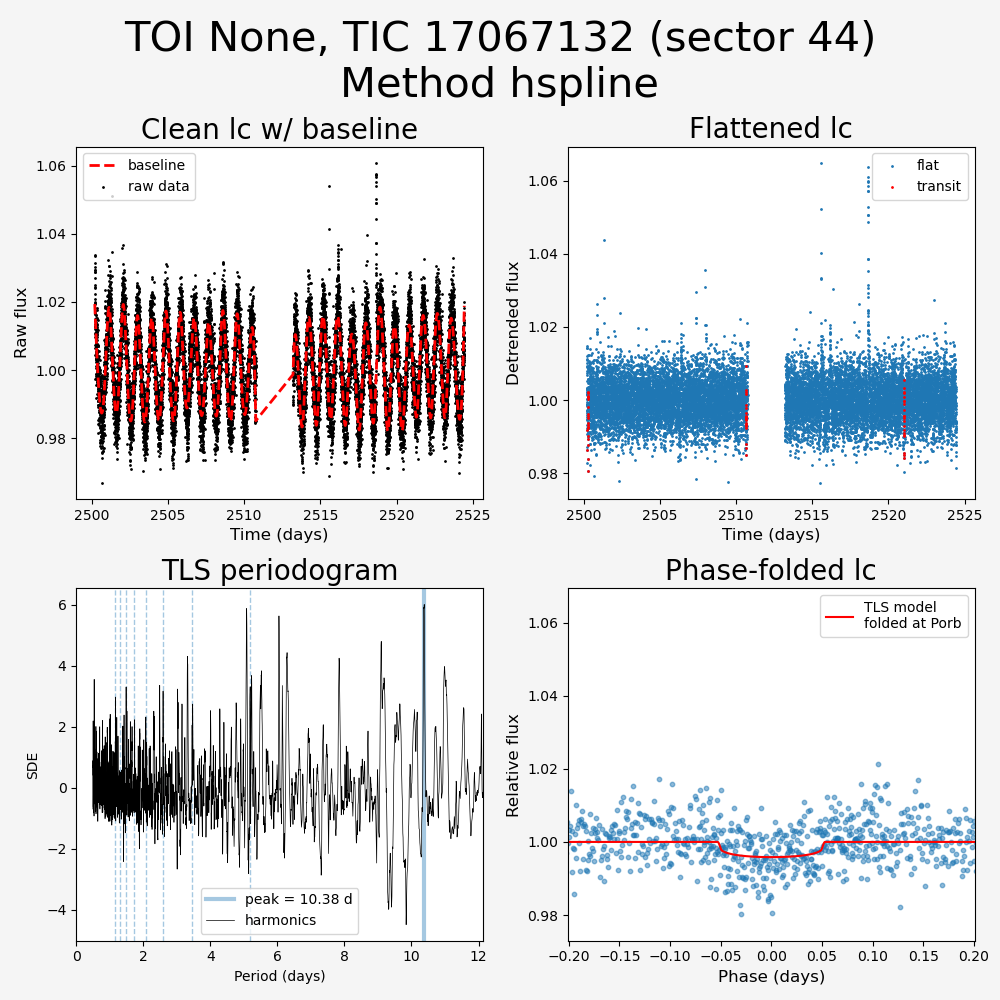 TOI None, TIC 17067132 (sector 44)
Method hspline
Clean lc w/ baseline
baseline
raw data
1.06
1.04
1.02
1.00
0.98
Raw flux
2500
2505
2510
2515
2520
2525
Time (days)
Flattened lc
flat
transit
1.06
1.04
1.02
1.00
0.98
Detrended flux
2500
2505
2510
2515
2520
2525
Time (days)
TLS periodogram
6
4
2
0
−2
−4
SDE
peak = 10.38 d
harmonics
0
2
4
6
8
10
12
Period (days)
Phase-folded lc
TLS model
folded at Porb
1.06
1.04
1.02
1.00
0.98
Relative flux
−0.20
−0.15
−0.10
−0.05
0.00
0.05
0.10
0.15
0.20
Phase (days)